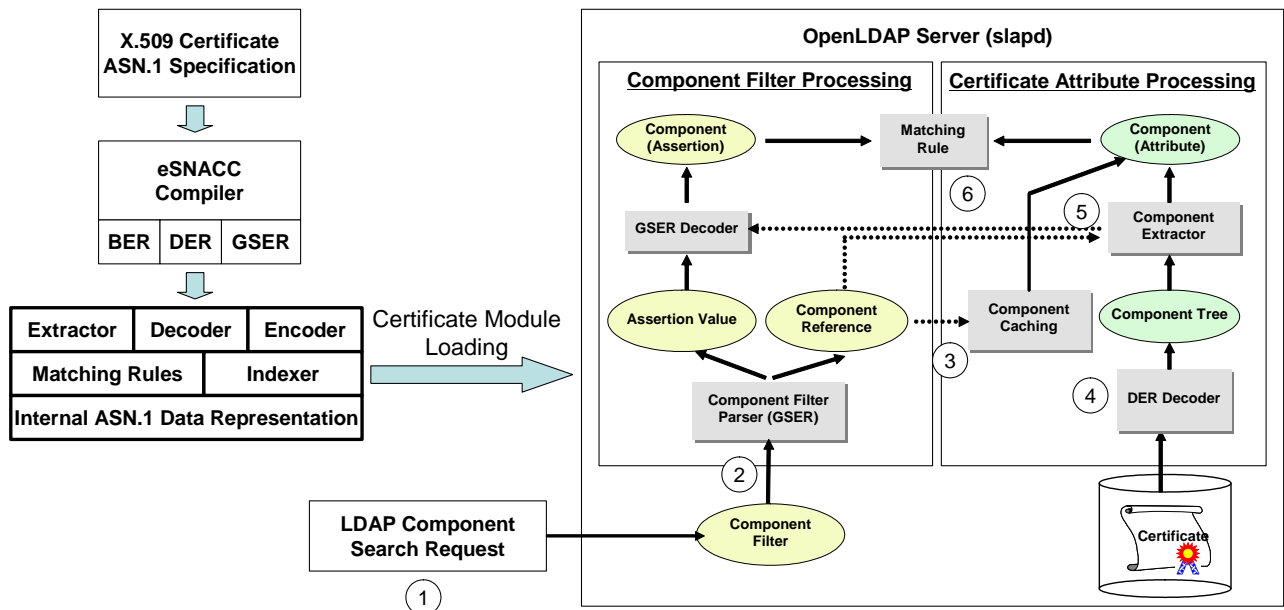 X.509 Certificate
ASN.1 Specification
eSNACC
Compiler
BER DER GSER
Extractor Decoder Encoder
Matching Rules Indexer
Internal ASN.1 Data Representation
Certificate Module
Loading
LDAP Component
Search Request
1
OpenLDAP Server (slapd)
Component Filter Processing
Component
(Assertion)
GSER Decoder
Assertion Value
Component
Reference
Component Filter
Parser (GSER)
2
Component
Filter
Certificate Attribute Processing
Matching
Rule
6
Component
(Attribute)
5
Component
Extractor
Component
Caching
3
Component Tree
4
DER Decoder
Certificate